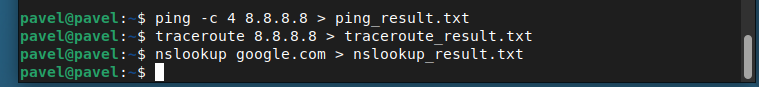 pavel@pavel:~$ ping -c 4 8.8.8.8 > ping_result.txt
pavel@pavel:~$ traceroute 8.8.8.8 > traceroute_result.txt
pavel@pavel:~$ nslookup google.com > nslookup_result.txt
pavel@pavel:~$